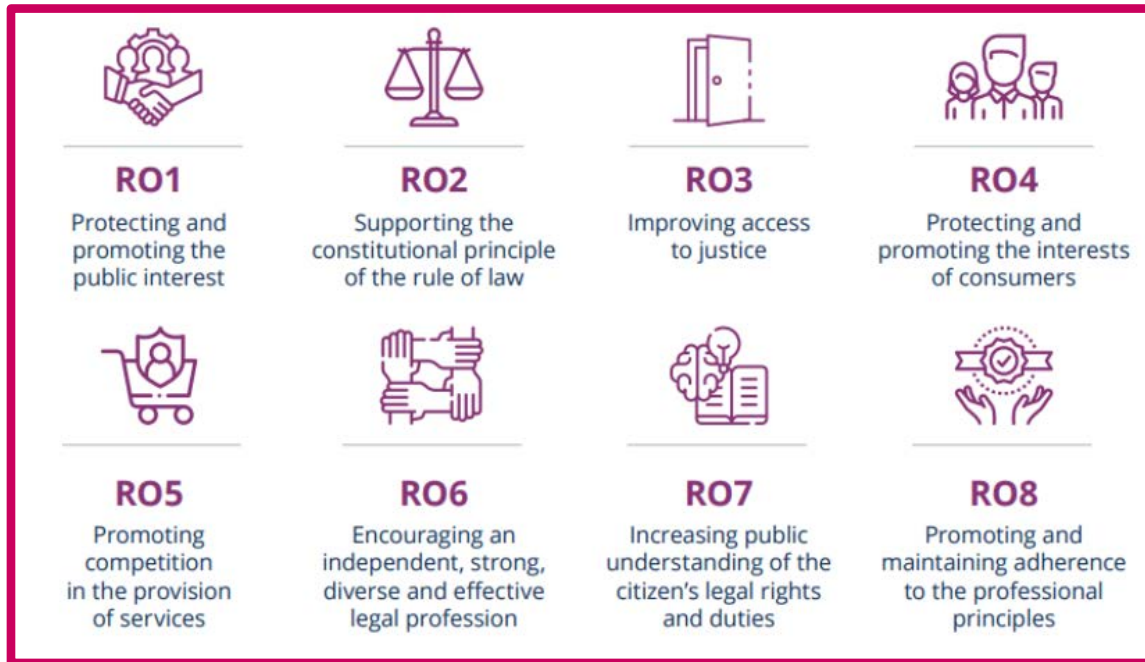 RO1
Protecting and
promoting the
public interest
RO2
Supporting the
constitutional principle
of the rule of law
RO3
Improving access
to justice
RO4
Protecting and
promoting the interests
of consumers
RO5
Promoting
competition
in the provision
of services
RO6
Encouraging an
independent, strong,
diverse and effective
legal profession
RO7
Increasing public
understanding of the
citizen’s legal rights
and duties
RO8
Promoting and
maintaining adherence
to the professional
principles